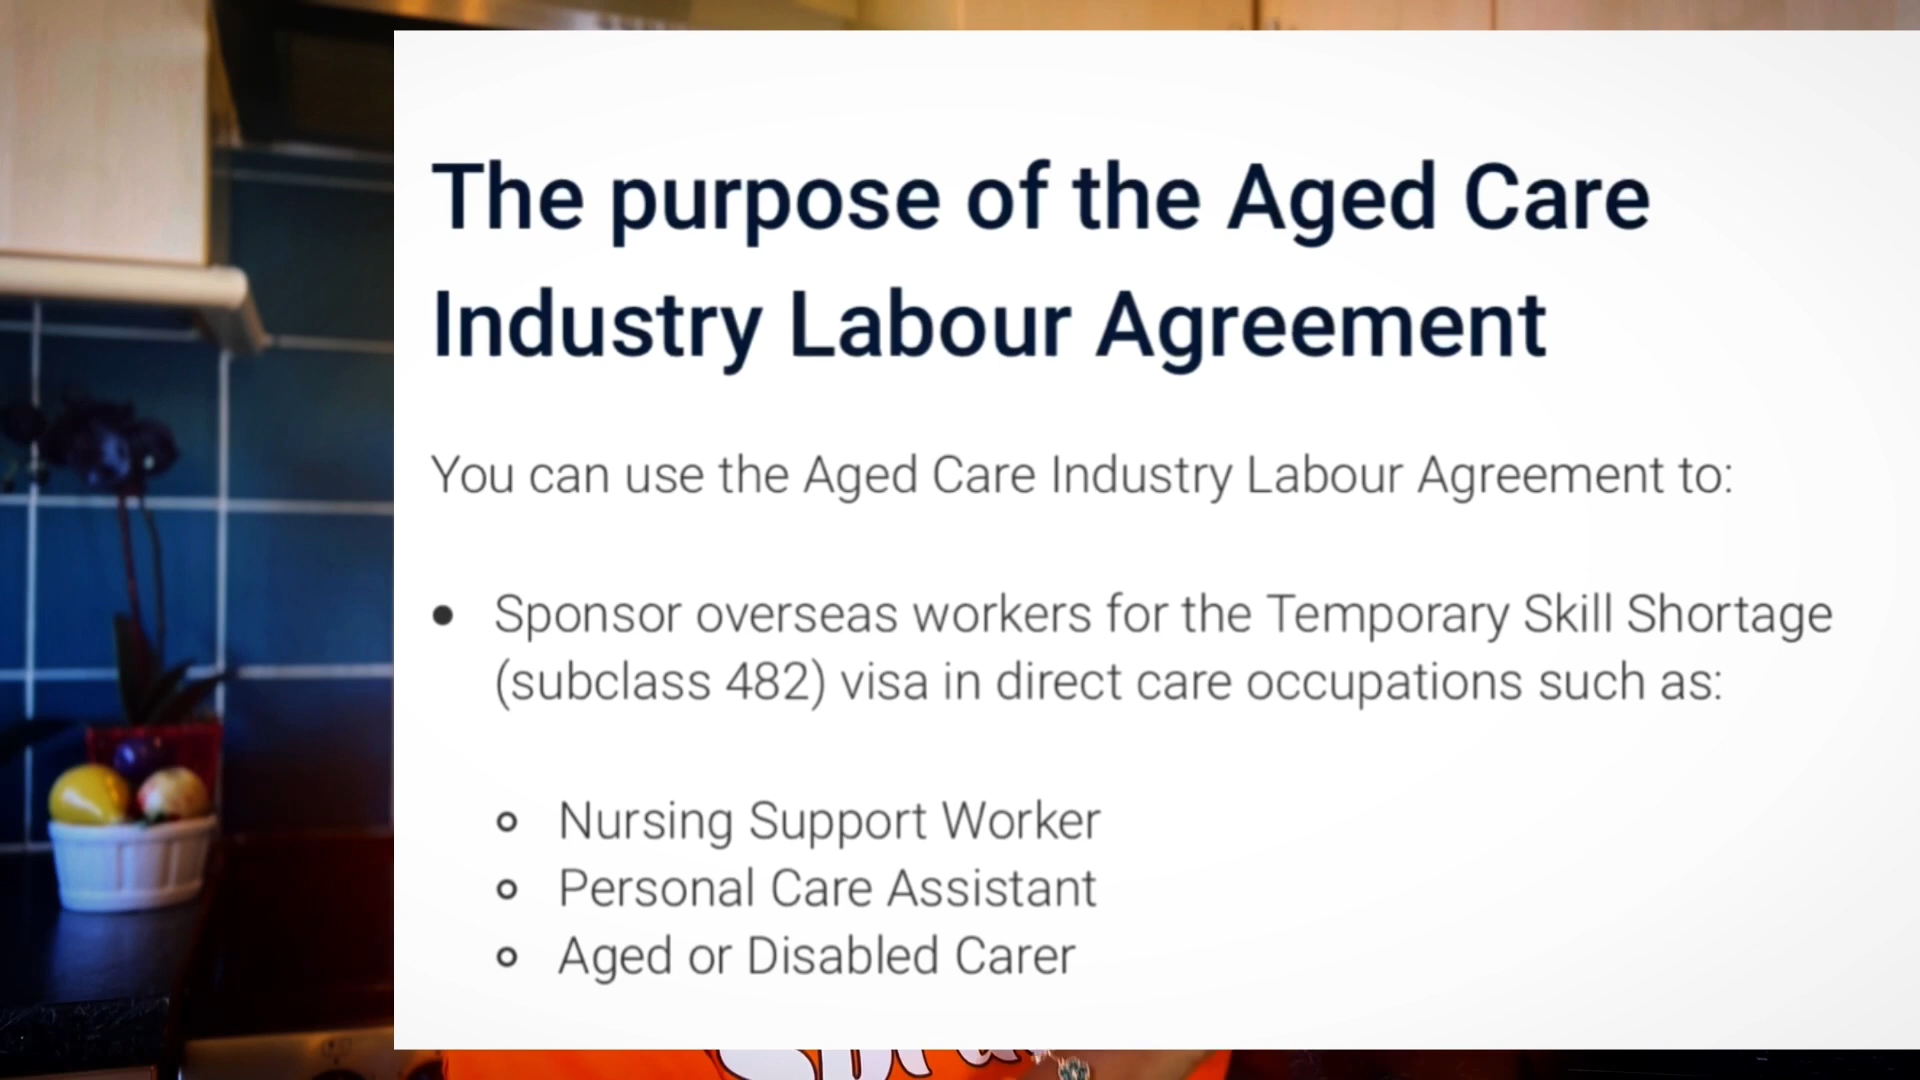 The purpose of the Aged Care
Industry Labour Agreement
You can use the Aged Care Industry Labour Agreement to:
• Sponsor overseas workers for the Temporary Skill Shortage
(subclass 482) visa in direct care occupations such as:
o Nursing Support Worker
o Personal Care Assistant
o Aged or Disabled Carer